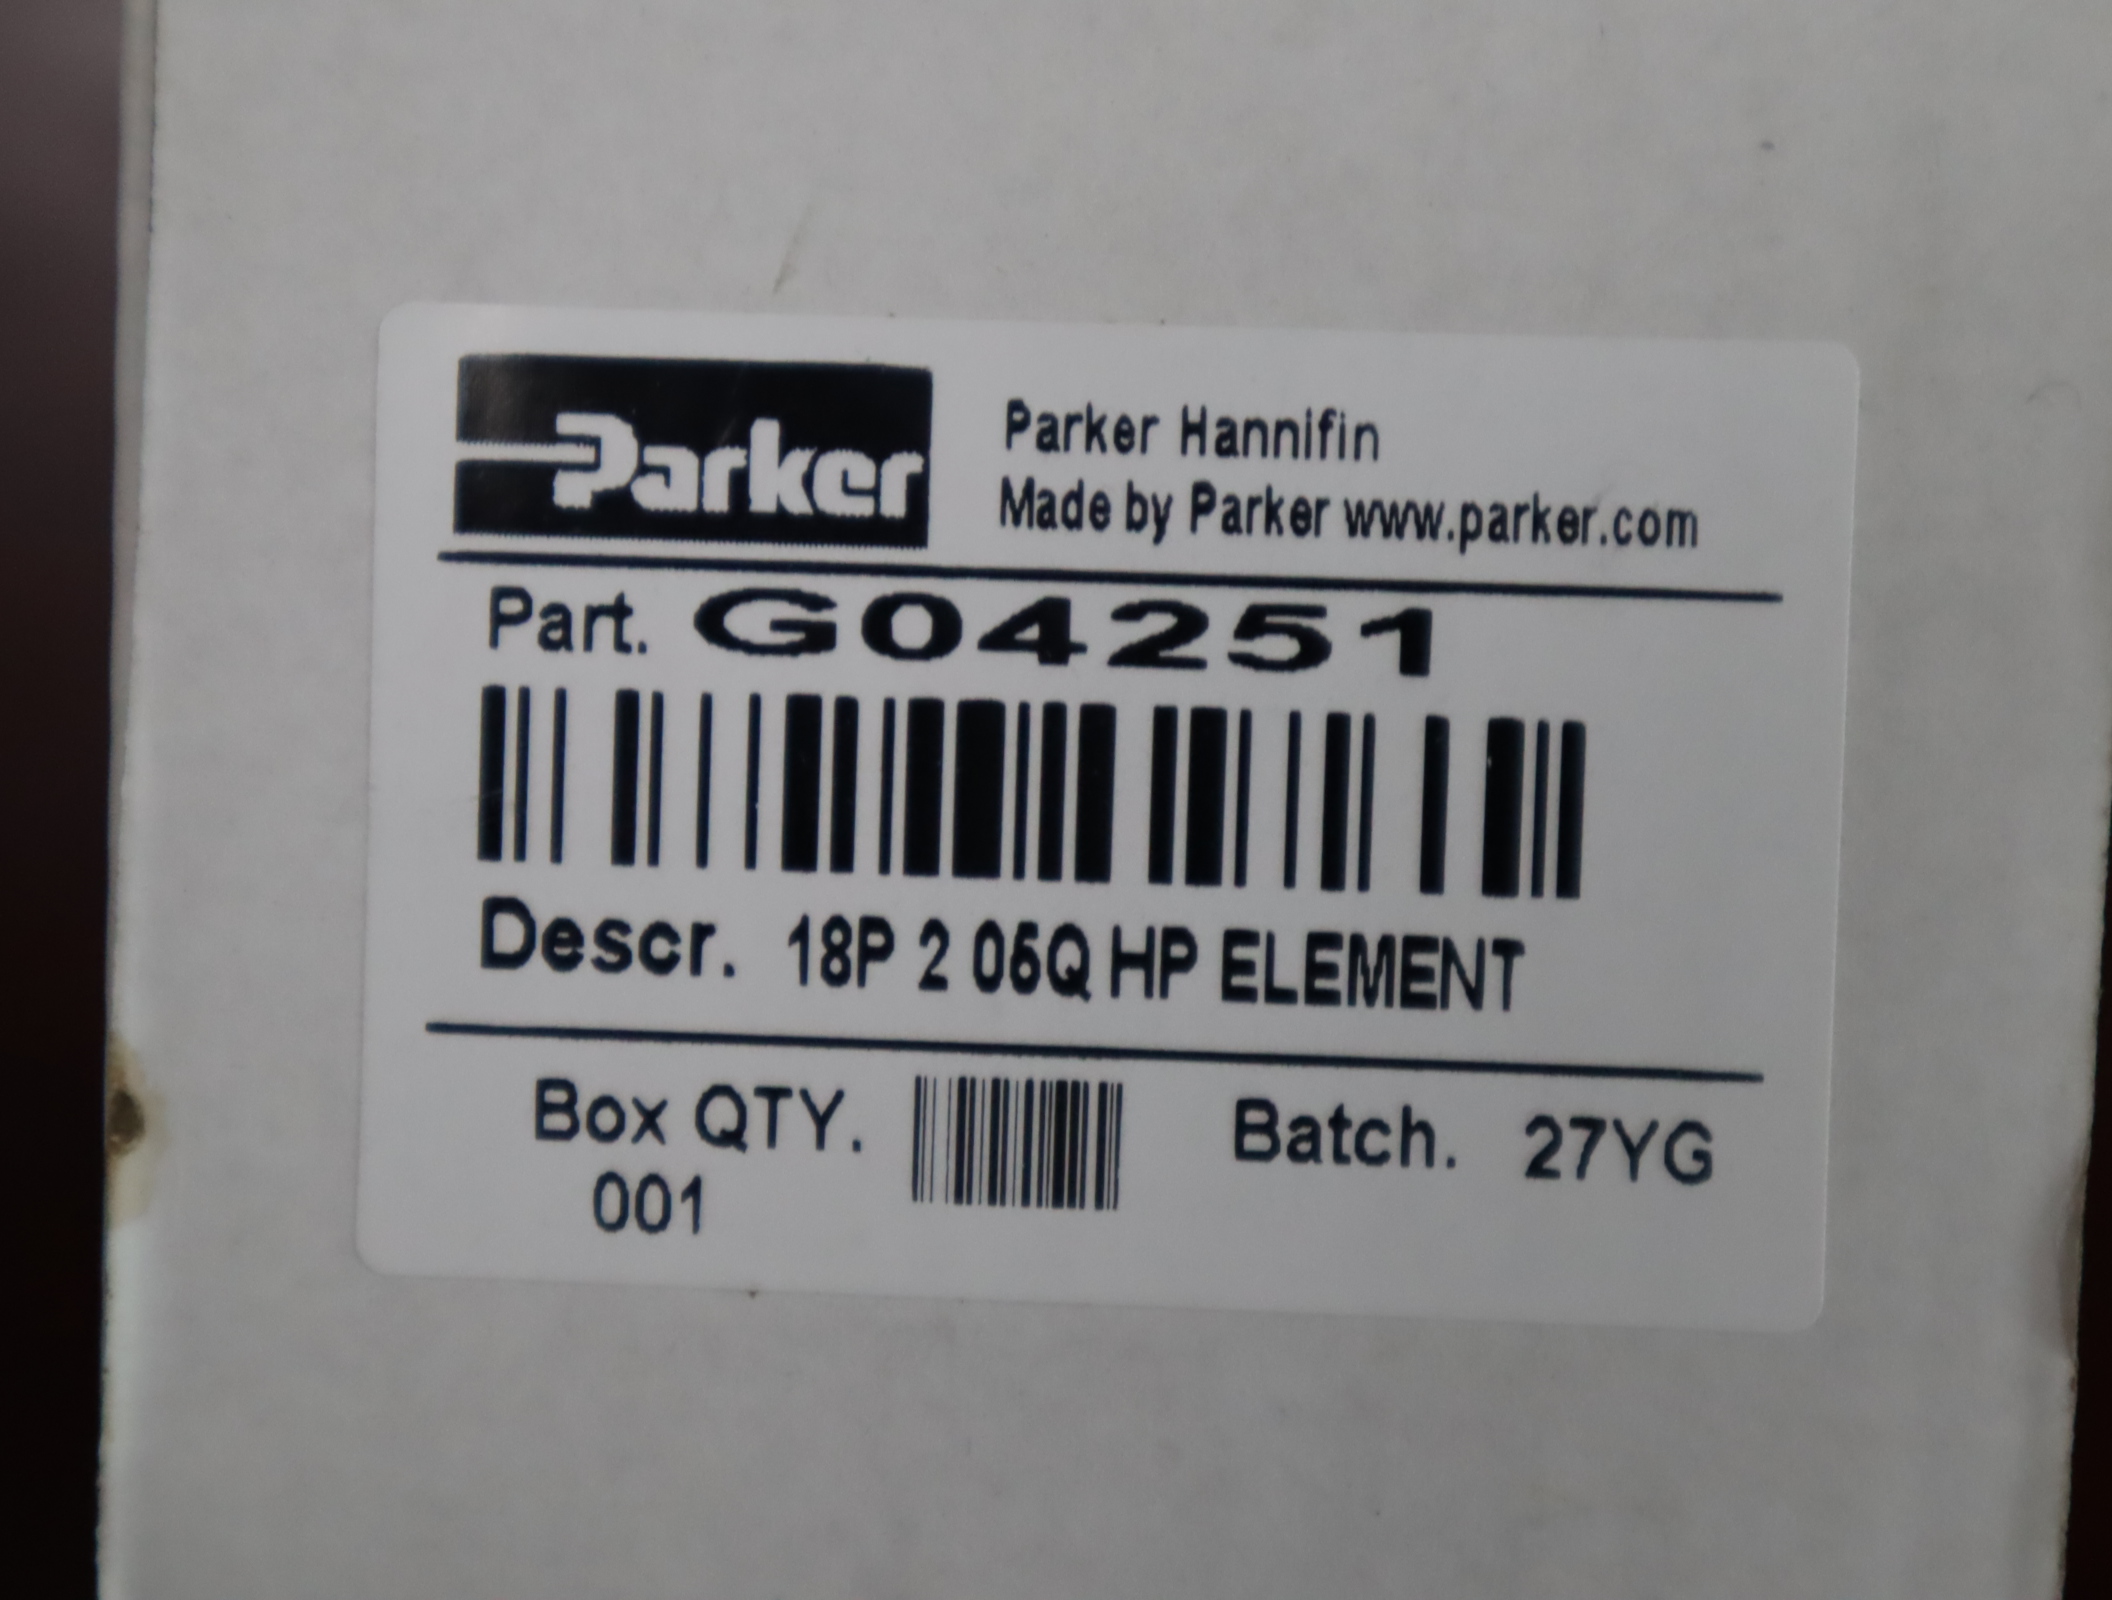 Parker
Parker Hannifin
Made by Parker www.parker.com
Part. G04251
Descr. 18P 2 05Q HP ELEMENT
Box QTY.
001
Batch. 27YG